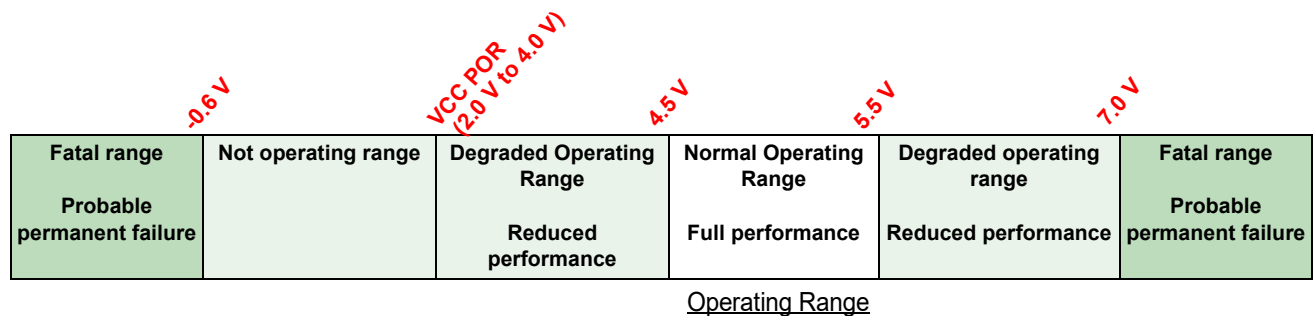 -0.6 V
VCC POR
(2.0 V to 4.0 V)
4.5 V
5.5 V
7.0 V
Fatal range
Probable
permanent failure
Not operating range
Degraded Operating
Range
Reduced
performance
Normal Operating
Range
Full performance
Degraded operating
range
Reduced performance
Fatal range
Probable
permanent failure
Operating Range